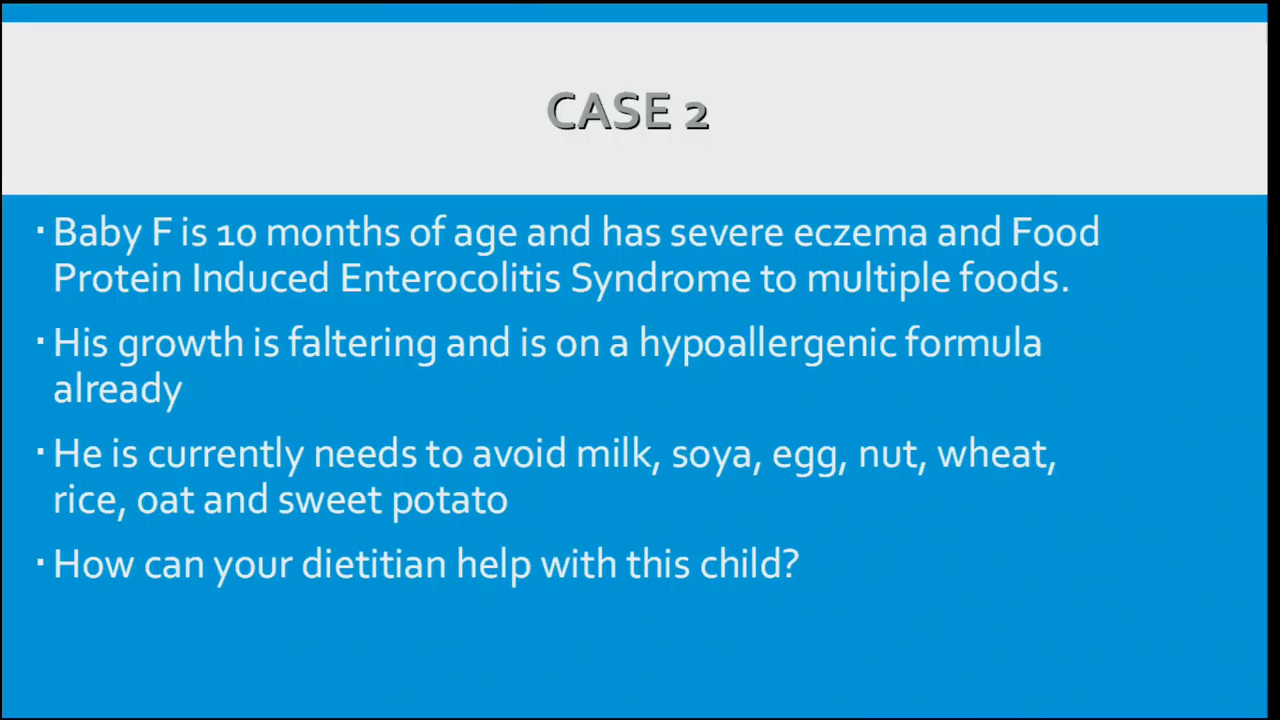 CASE 2
▪ Baby F is 10 months of age and has severe eczema and Food
Protein Induced Enterocolitis Syndrome to multiple foods.
▪ His growth is faltering and is on a hypoallergenic formula
already
▪ He is currently needs to avoid milk, soya, egg, nut, wheat,
rice, oat and sweet potato
▪ How can your dietitian help with this child?